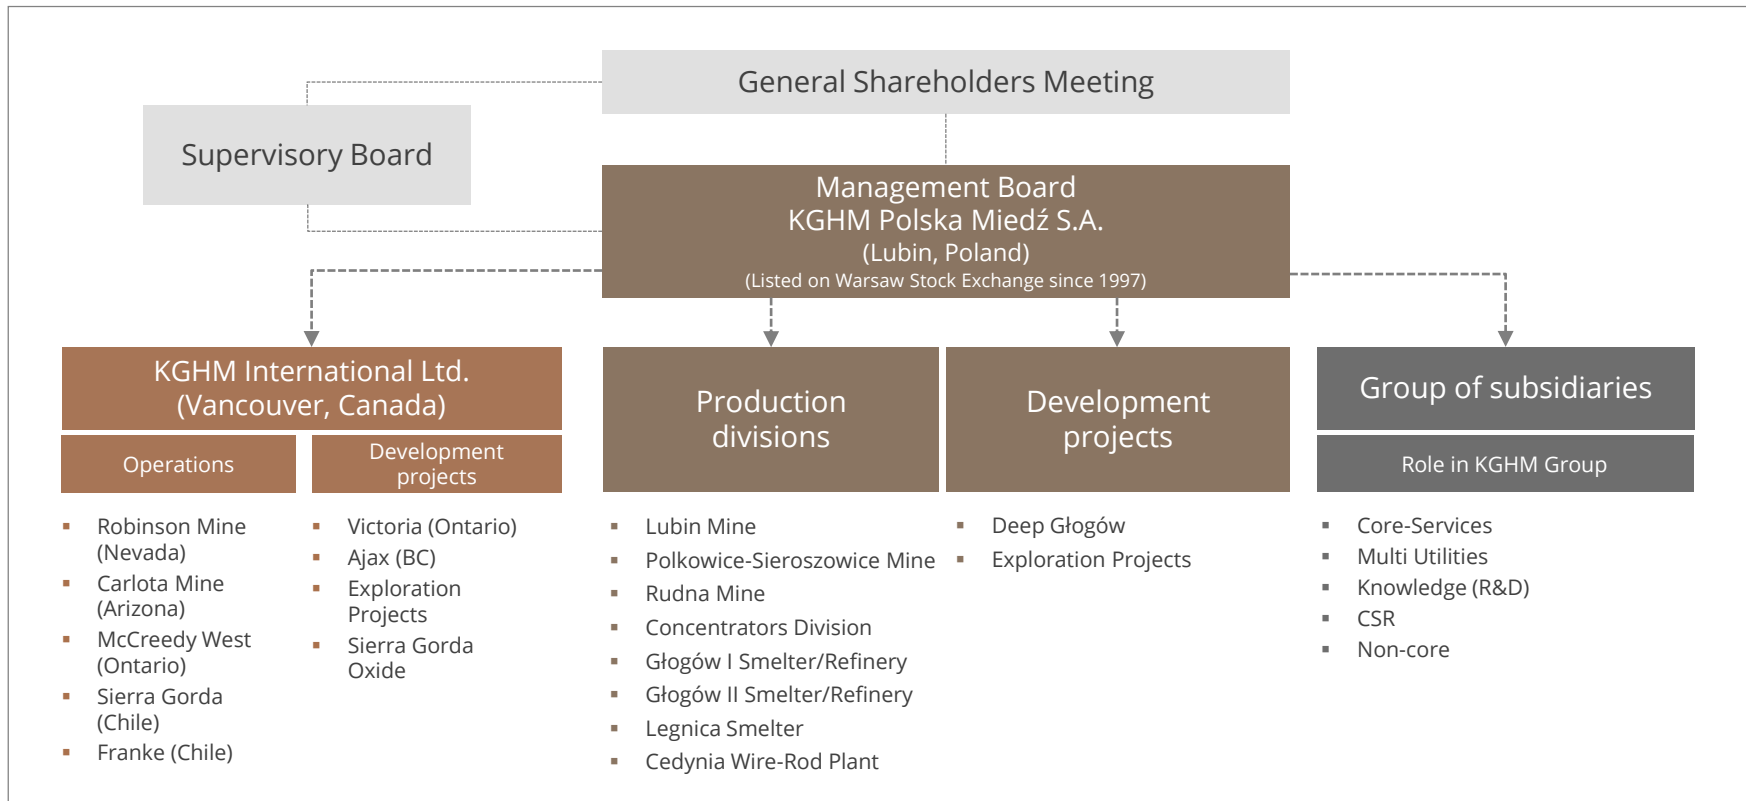 General Shareholders Meeting
Supervisory Board
Management Board
KGHM Polska Miedź S.A.
(Lubin, Poland)
(Listed on Warsaw Stock Exchange since 1997)
KGHM International Ltd.
(Vancouver, Canada)
Operations
Development
projects
▪ Robinson Mine
(Nevada)
▪ Carlota Mine
(Arizona)
▪ McCreedy West
(Ontario)
▪ Sierra Gorda
(Chile)
▪ Franke (Chile)
▪ Victoria (Ontario)
▪ Ajax (BC)
▪ Exploration
Projects
▪ Sierra Gorda
Oxide
Production
divisions
▪ Lubin Mine
▪ Polkowice-Sieroszowice Mine
▪ Rudna Mine
▪ Concentrators Division
▪ Głogów I Smelter/Refinery
▪ Głogów II Smelter/Refinery
▪ Legnica Smelter
▪ Cedynia Wire-Rod Plant
Development
projects
▪ Deep Głogów
▪ Exploration Projects
Group of subsidiaries
Role in KGHM Group
▪ Core-Services
▪ Multi Utilities
▪ Knowledge (R&D)
▪ CSR
▪ Non-core